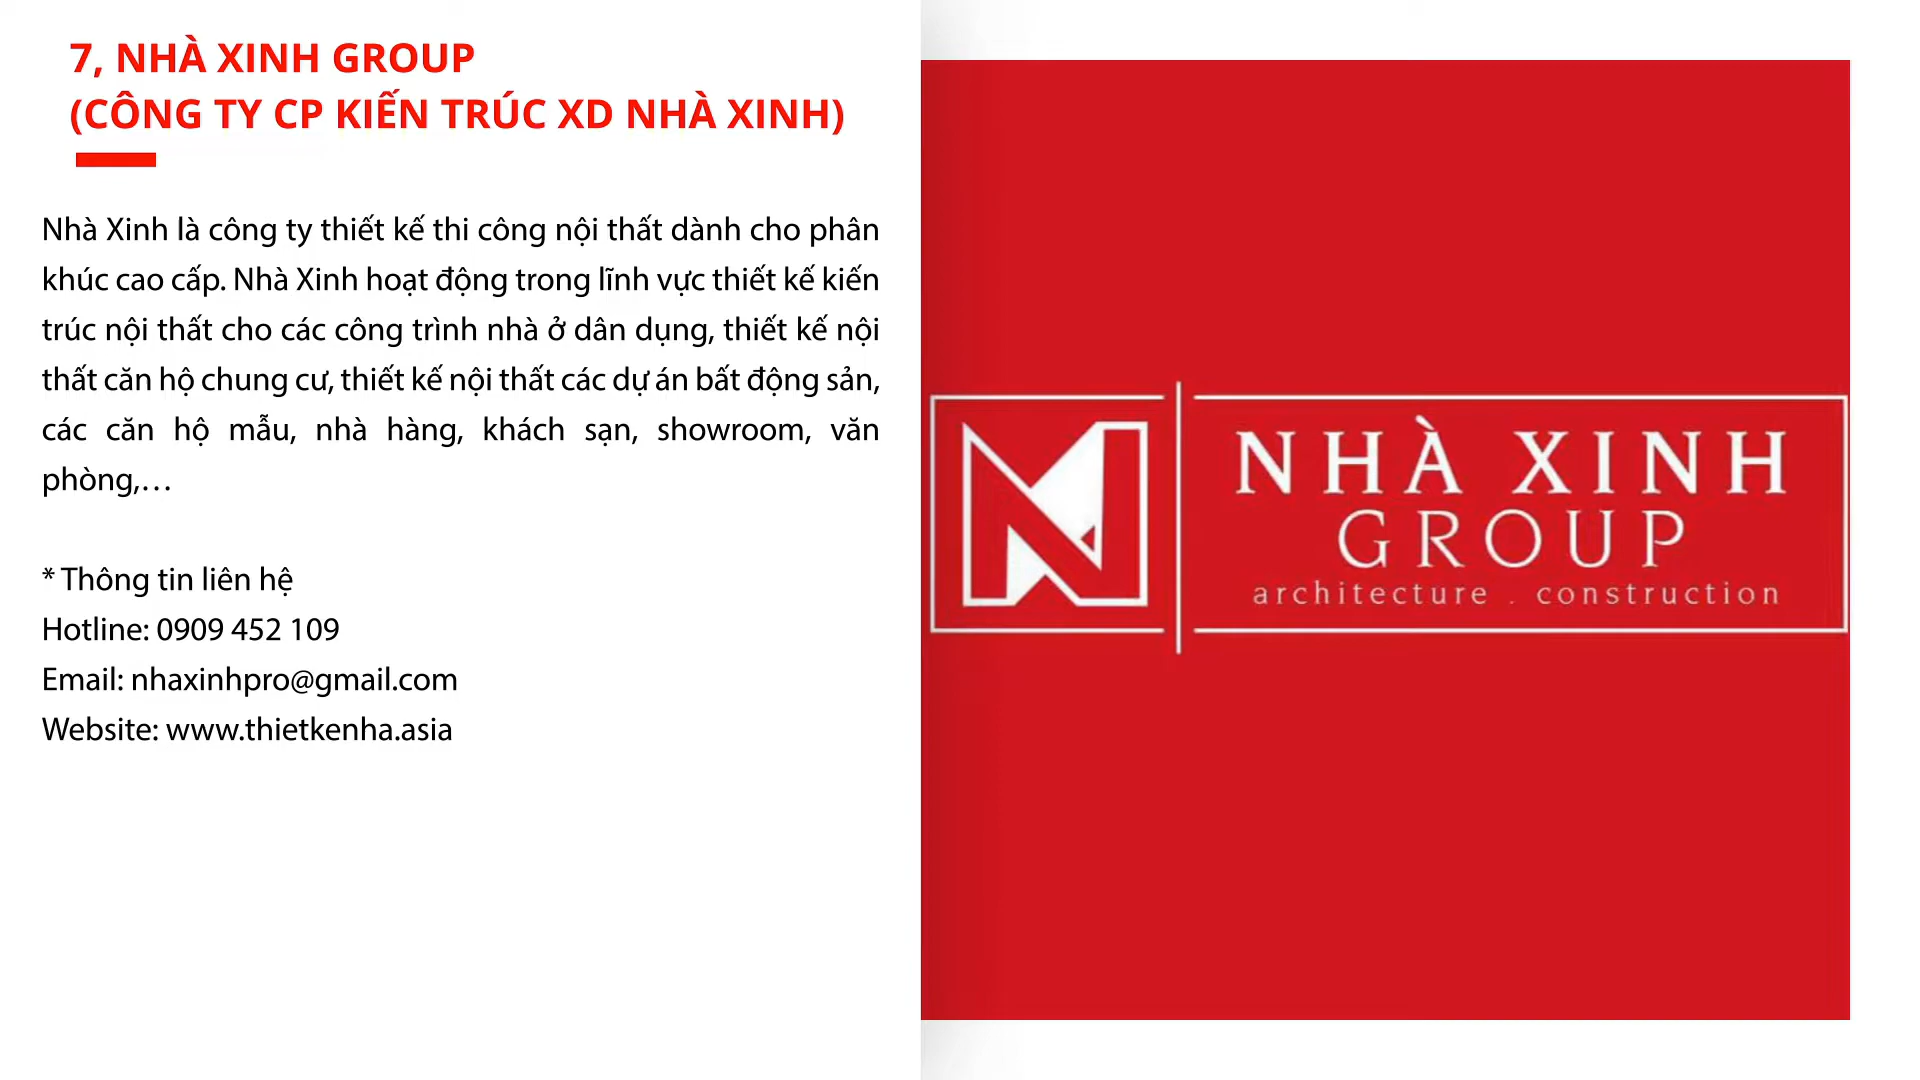 7, NHÀ XINH GROUP
(CÔNG TY CP KIẾN TRÚC XD NHÀ XINH)
Nhà Xinh là công ty thiết kế thi công nội thất dành cho phân
khúc cao cấp. Nhà Xinh hoạt động trong lĩnh vực thiết kế kiến
trúc nội thất cho các công trình nhà ở dân dụng, thiết kế nội
thất căn hộ chung cư, thiết kế nội thất các dự án bất động sản,
các căn hộ mẫu, nhà hàng, khách sạn, showroom, văn
phòng,...
* Thông tin liên hệ
Hotline: 0909 452 109
Email: nhaxinhpro@gmail.com
Website: www.thietkenha.asia
NHÀ XINH
GROUP
architecture . construction